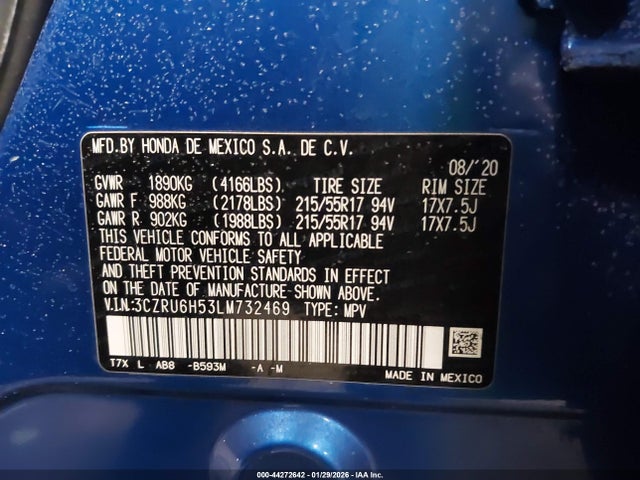 MFD.BY HONDA DE MEXICO S.A. DE C.V.
08/'20
GVWR 1890KG (4166LBS) TIRE SIZE RIM SIZE
GAWR F 988KG (2178LBS) 215/55R17 94V 17X7.5J
GAWR R 902KG (1988LBS) 215/55R17 94V 17X7.5J
THIS VEHICLE CONFORMS TO ALL APPLICABLE
FEDERAL MOTOR VEHICLE SAFETY
AND THEFT PREVENTION STANDARDS IN EFFECT
ON THE DATE OF MANUFACTURE SHOWN ABOVE.
V.I.N:3CZRU6H53LM732469 TYPE: MPV
T7X L AB8 -B593M -A -M
MADE IN MEXICO
000-44272642 - 01/29/2026 - IAA Inc.